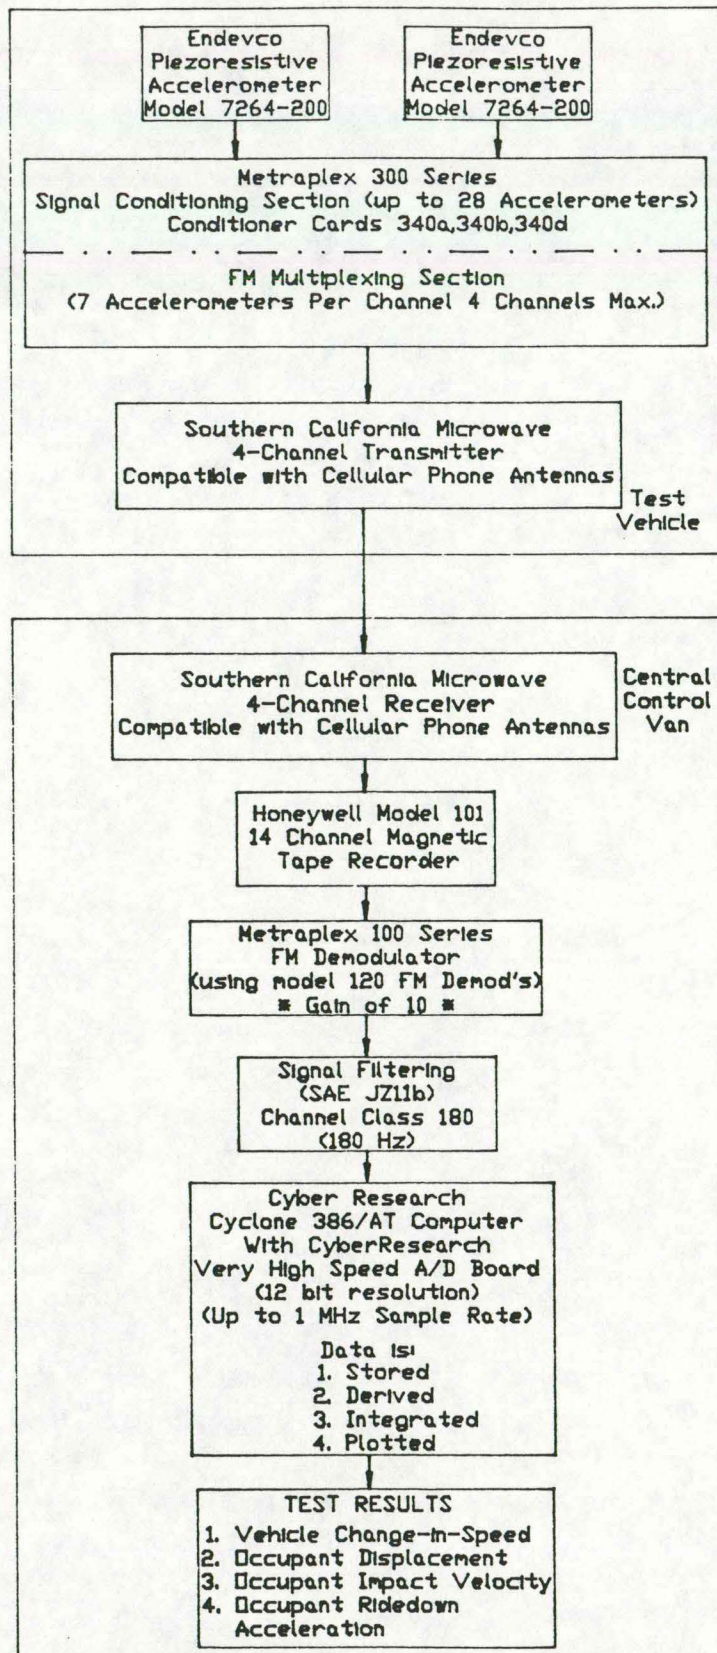 Endevco
Piezoresistive
Accelerometer
Model 7264-200
Endevco
Piezoresistive
Accelerometer
Model 7264-200
Metraplex 300 Series
Signal Conditioning Section (up to 28 Accelerometers)
Conditioner Cards 340a,340b,340d
FM Multiplexing Section
(7 Accelerometers Per Channel 4 Channels Max.)
Southern California Microwave
4-Channel Transmitter
Compatible with Cellular Phone Antennas
Test
Vehicle
Southern California Microwave
4-Channel Receiver
Compatible with Cellular Phone Antennas
Central
Control
Van
Honeywell Model 101
14 Channel Magnetic
Tape Recorder
Metraplex 100 Series
FM Demodulator
(using model 120 FM Demod's)
* Gain of 10 *
Signal Filtering
(SAE JZ11b)
Channel Class 180
(180 Hz)
Cyber Research
Cyclone 386/AT Computer
With CyberResearch
Very High Speed A/D Board
(12 bit resolution)
(Up to 1 MHz Sample Rate)
Data is:
1. Stored
2. Derived
3. Integrated
4. Plotted
TEST RESULTS
1. Vehicle Change-in-Speed
2. Occupant Displacement
3. Occupant Impact Velocity
4. Occupant Ridedown
Acceleration